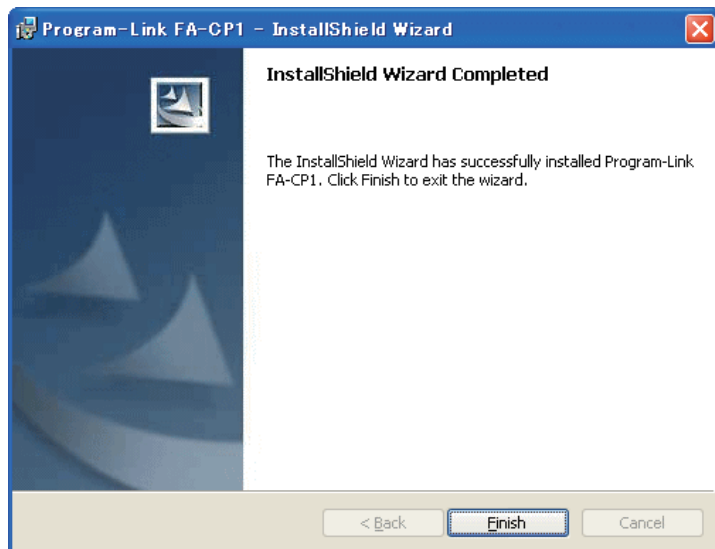 Program-Link FA-CP1 - InstallShield Wizard
InstallShield Wizard Completed
The InstallShield Wizard has successfully installed Program-Link
FA-CP1. Click Finish to exit the wizard.
< Back Finish Cancel